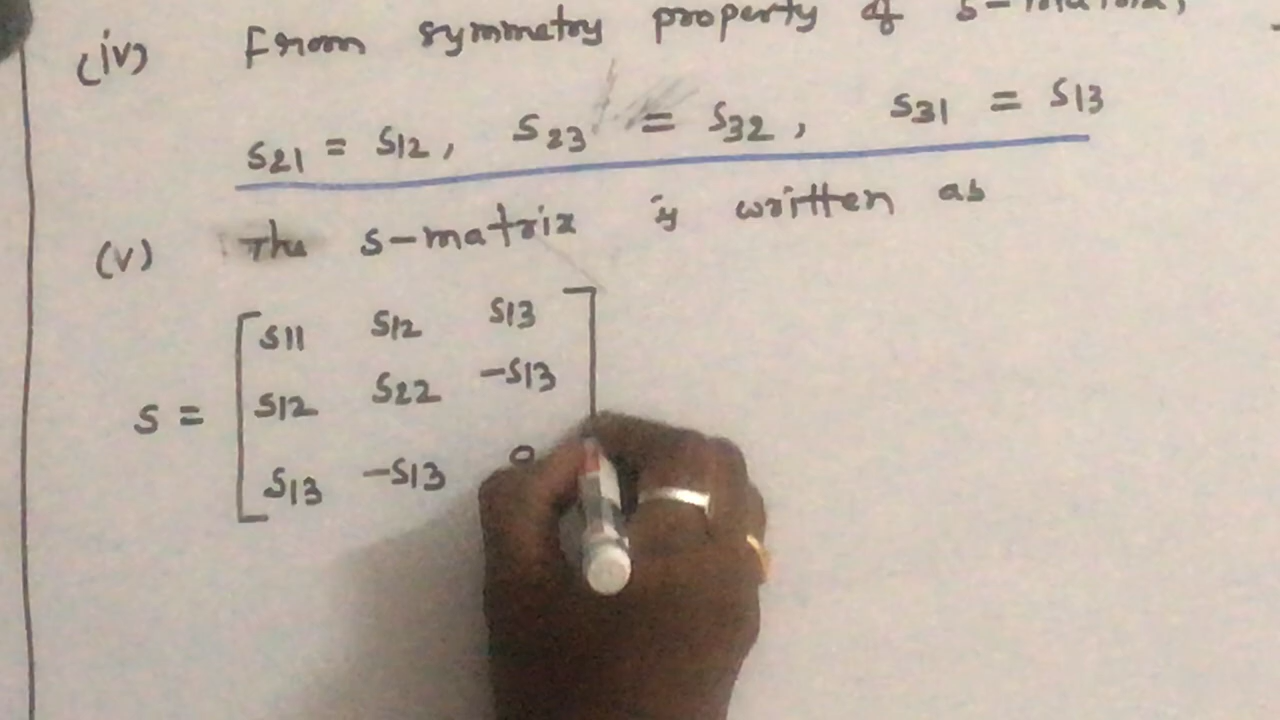 (iv) From symmetry property of S-matrix,
S21 = S12, S23 = S32, S31 = S13
(v) The S-matrix is written as
S11 S12 S13
S = S12 S22 -S13
S13 -S13 0